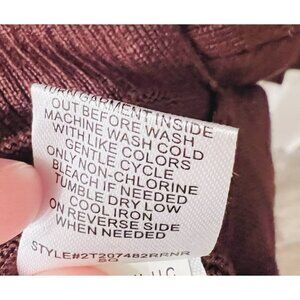 TURN GARMENT INSIDE
OUT BEFORE WASH
MACHINE WASH COLD
WITH LIKE COLORS
GENTLE CYCLE
ONLY NON-CHLORINE
BLEACH IF NEEDED
TUMBLE DRY LOW
COOL IRON
ON REVERSE SIDE
WHEN NEEDED
STYLE#2T207482RRNR